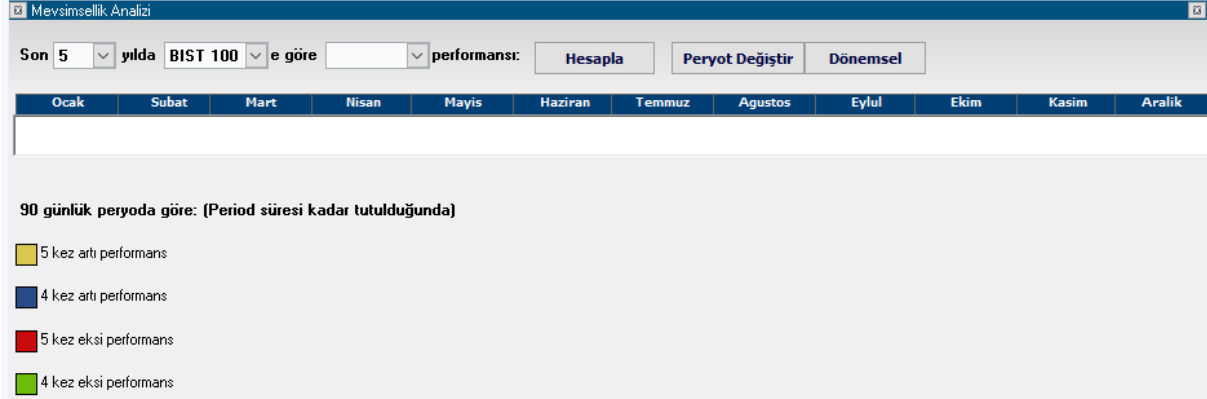 Mevsimsellik Analizi
Son 5 yılda BIST 100 e göre performansı: Hesapla Peryot Değiştir Dönemsel
Ocak Subat Mart Nisan Mayis Haziran Temmuz Agustos Eylul Ekim Kasim Aralik
90 günlük peryoda göre: (Period süresi kadar tutulduğunda)
5 kez artı performans
4 kez artı performans
5 kez eksi performans
4 kez eksi performans